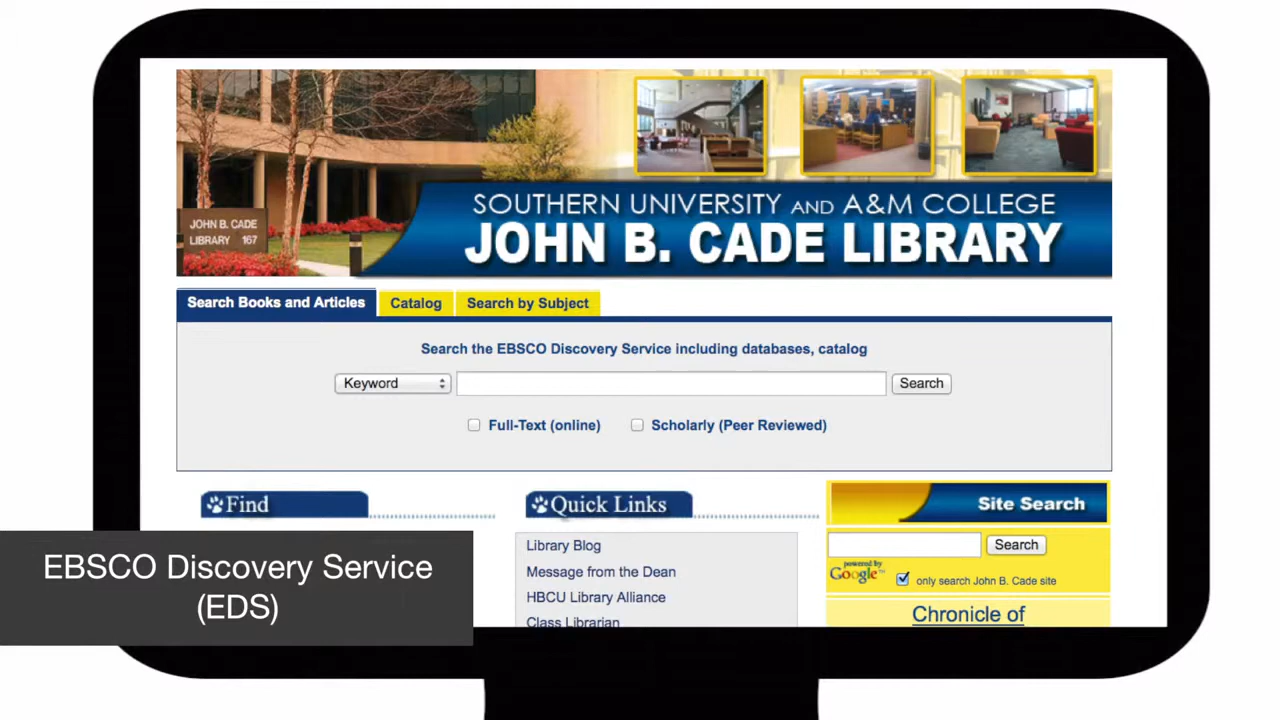 JOHN B. CADE
LIBRARY 167
SOUTHERN UNIVERSITY AND A&M COLLEGE
JOHN B. CADE LIBRARY
Search Books and Articles
Catalog
Search by Subject
Search the EBSCO Discovery Service including databases, catalog
Keyword
Search
Full-Text (online)
Scholarly (Peer Reviewed)
Find
Quick Links
Library Blog
Message from the Dean
HBCU Library Alliance
Class Librarian
Site Search
Search
powered by
Google™
only search John B. Cade site
Chronicle of
EBSCO Discovery Service
(EDS)